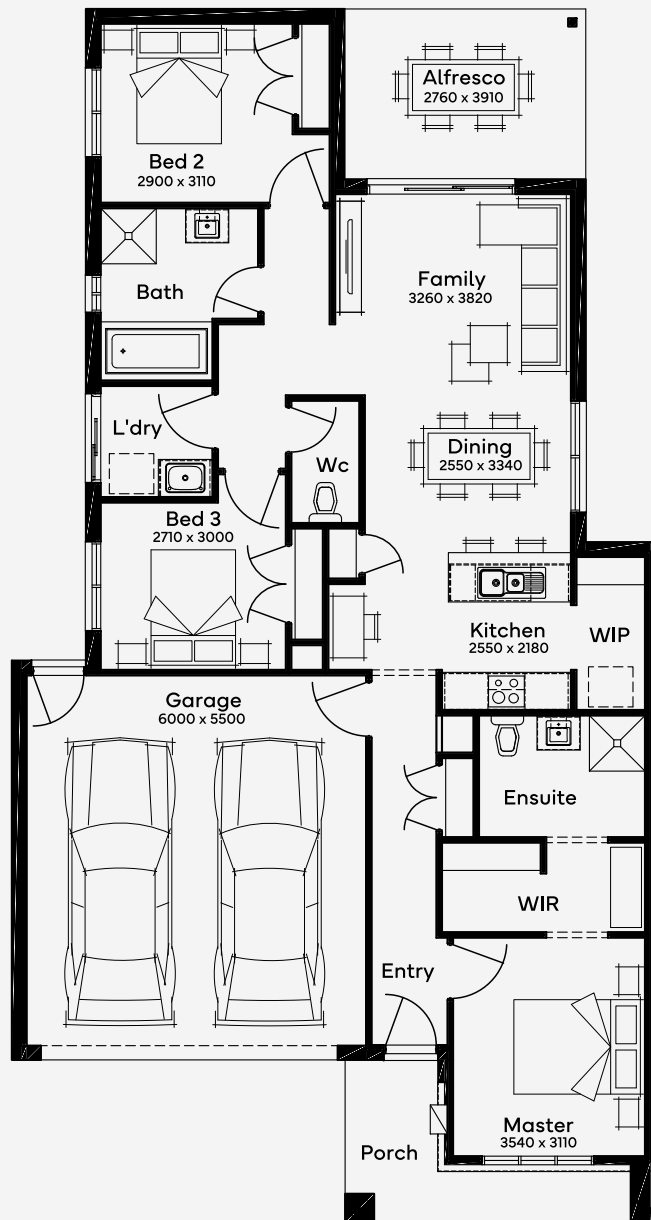 Alfresco
2760 x 3910
Bed 2
2900 x 3110
Bath
Family
3260 x 3820
L'dry
Wc
Dining
2550 x 3340
Bed 3
2710 x 3000
Kitchen
2550 x 2180
WIP
Garage
6000 x 5500
Ensuite
WIR
Entry
Master
3540 x 3110
Porch